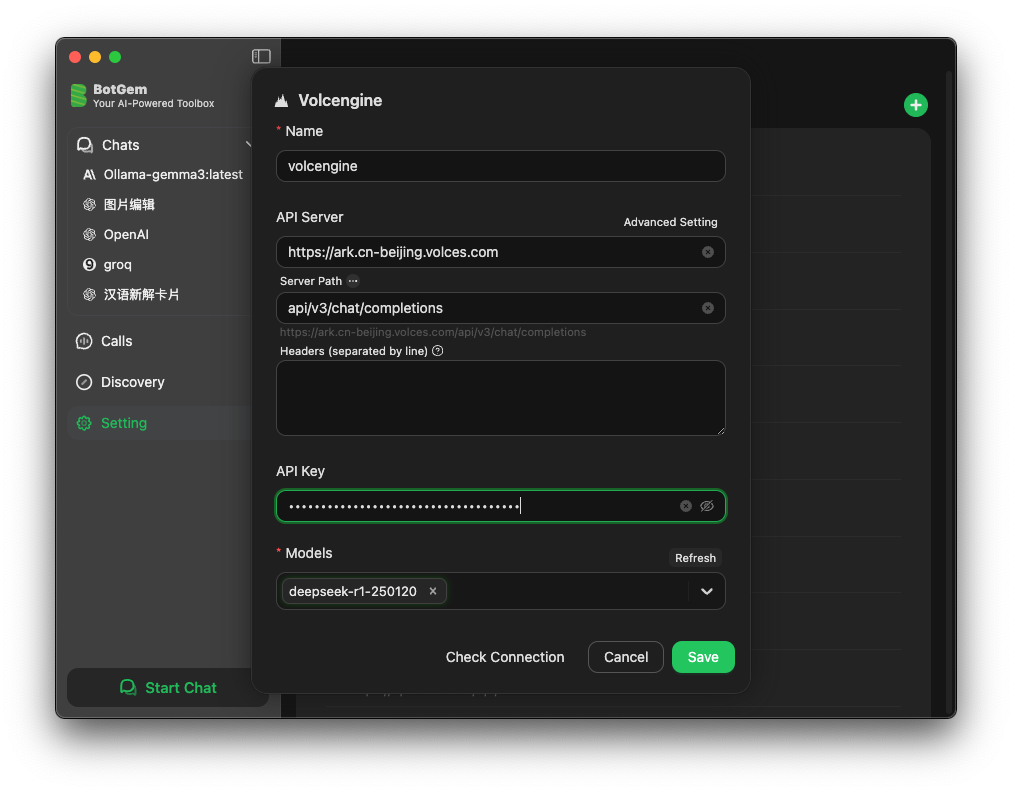 BotGem
Your AI-Powered Toolbox
Chats
Ollama-gemma3:latest
图片编辑
OpenAI
groq
汉语新解卡片
Calls
Discovery
Setting
Start Chat
Volcengine
* Name
volcengine
API Server
Advanced Setting
https://ark.cn-beijing.volces.com
Server Path
api/v3/chat/completions
https://ark.cn-beijing.volces.com/api/v3/chat/completions
Headers (separated by line)
API Key
* Models
Refresh
deepseek-r1-250120
Check Connection
Cancel
Save